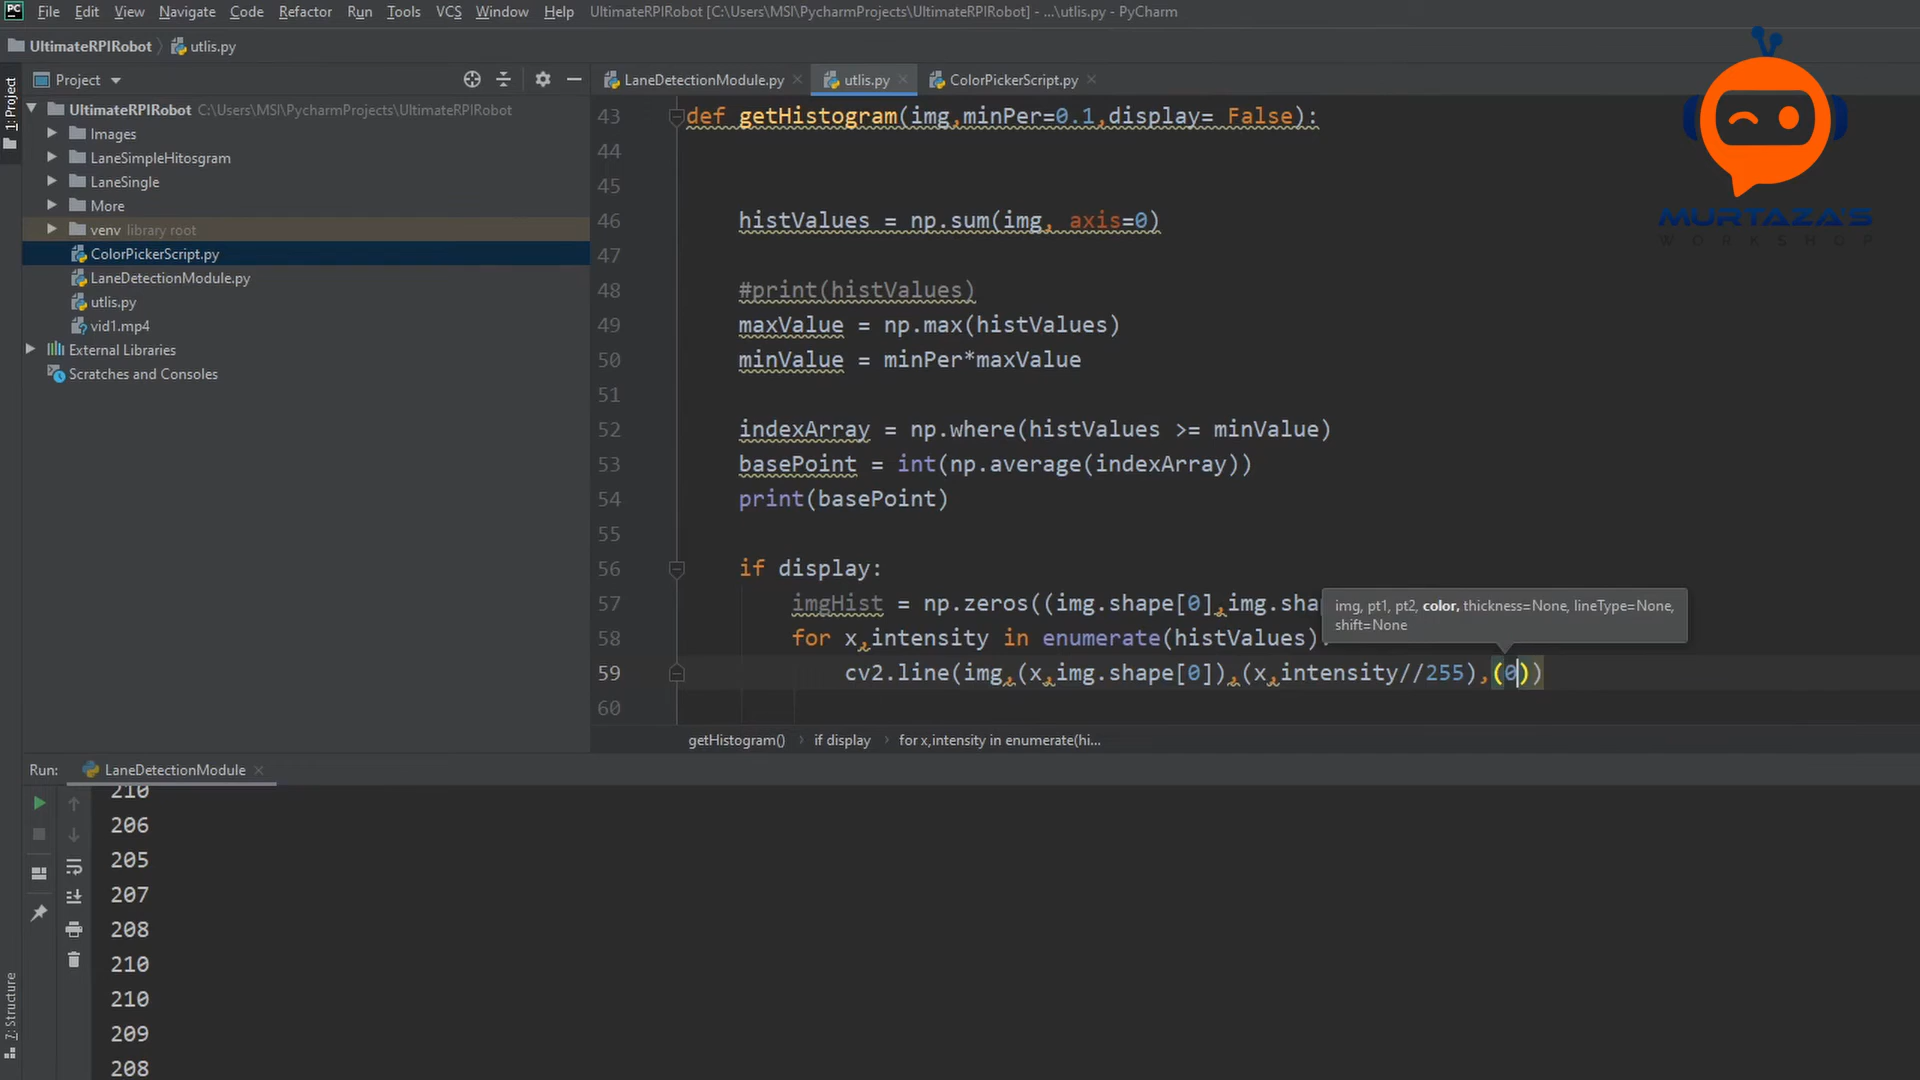 File Edit View Navigate Code Refactor Run Tools VCS Window Help UltimateRPIRobot [C:\Users\MSI\PycharmProjects\UltimateRPIRobot] - ...\utlis.py - PyCharm
UltimateRPIRobot utlis.py
MURTAZA'S
WORKSHOP
1: Project
Project
LaneDetectionModule.py utlis.py ColorPickerScript.py
UltimateRPIRobot C:\Users\MSI\PycharmProjects\UltimateRPIRobot
Images
LaneSimpleHitosgram
LaneSingle
More
venv library root
ColorPickerScript.py
LaneDetectionModule.py
utlis.py
vid1.mp4
External Libraries
Scratches and Consoles
43 def getHistogram(img,minPer=0.1,display= False):
44
45
46 histValues = np.sum(img, axis=0)
47
48 #print(histValues)
49 maxValue = np.max(histValues)
50 minValue = minPer*maxValue
51
52 indexArray = np.where(histValues >= minValue)
53 basePoint = int(np.average(indexArray))
54 print(basePoint)
55
56 if display:
57 imgHist = np.zeros((img.shape[0],img.sha
58 for x,intensity in enumerate(histValues)
59 cv2.line(img,(x,img.shape[0]),(x,intensity//255),(0))
60
img, pt1, pt2, color, thickness=None, lineType=None,
shift=None
getHistogram() if display for x,intensity in enumerate(hi...
Run: LaneDetectionModule
210
206
205
207
208
210
210
209
208
7: Structure